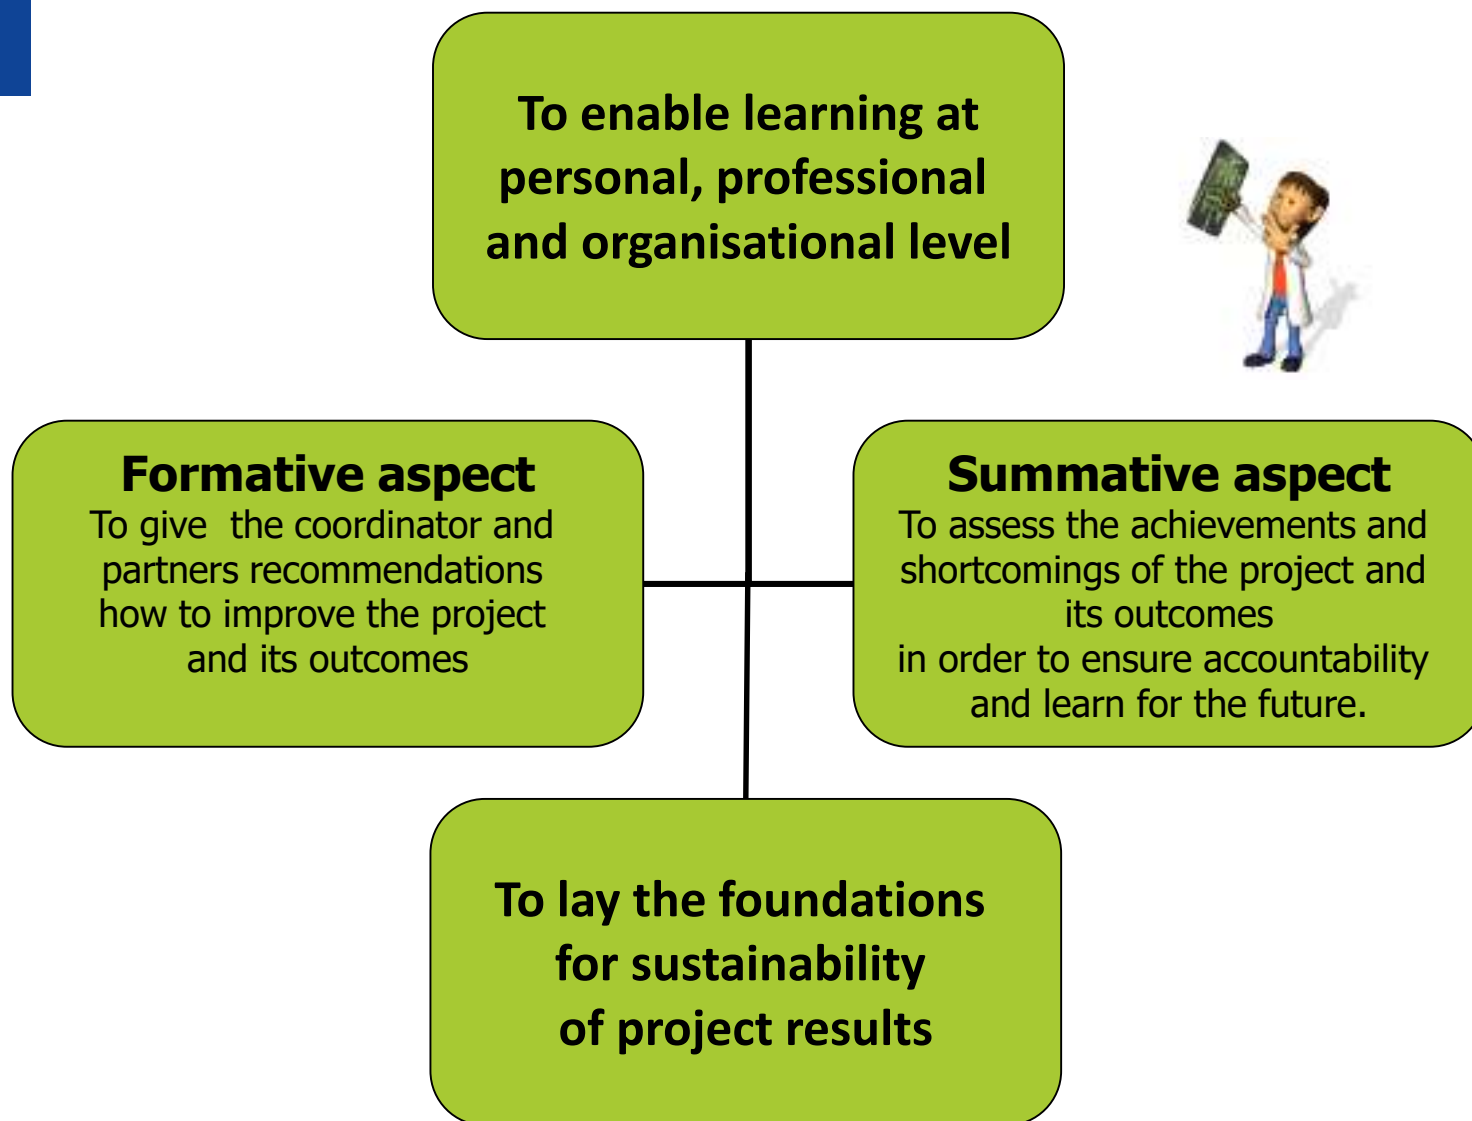 To enable learning at
personal, professional
and organisational level
Formative aspect
To give the coordinator and
partners recommendations
how to improve the project
and its outcomes
Summative aspect
To assess the achievements and
shortcomings of the project and
its outcomes
in order to ensure accountability
and learn for the future.
To lay the foundations
for sustainability
of project results